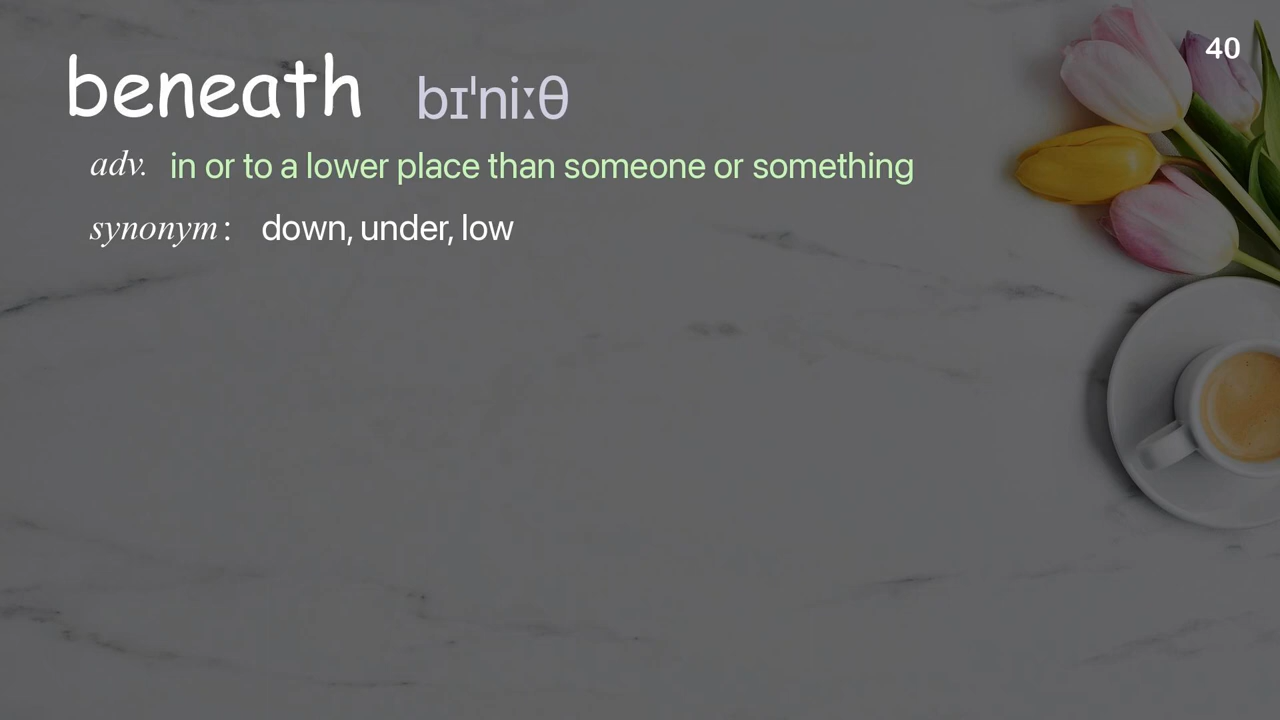 40
beneath bɪˈniːθ
adv. in or to a lower place than someone or something
synonym : down, under, low